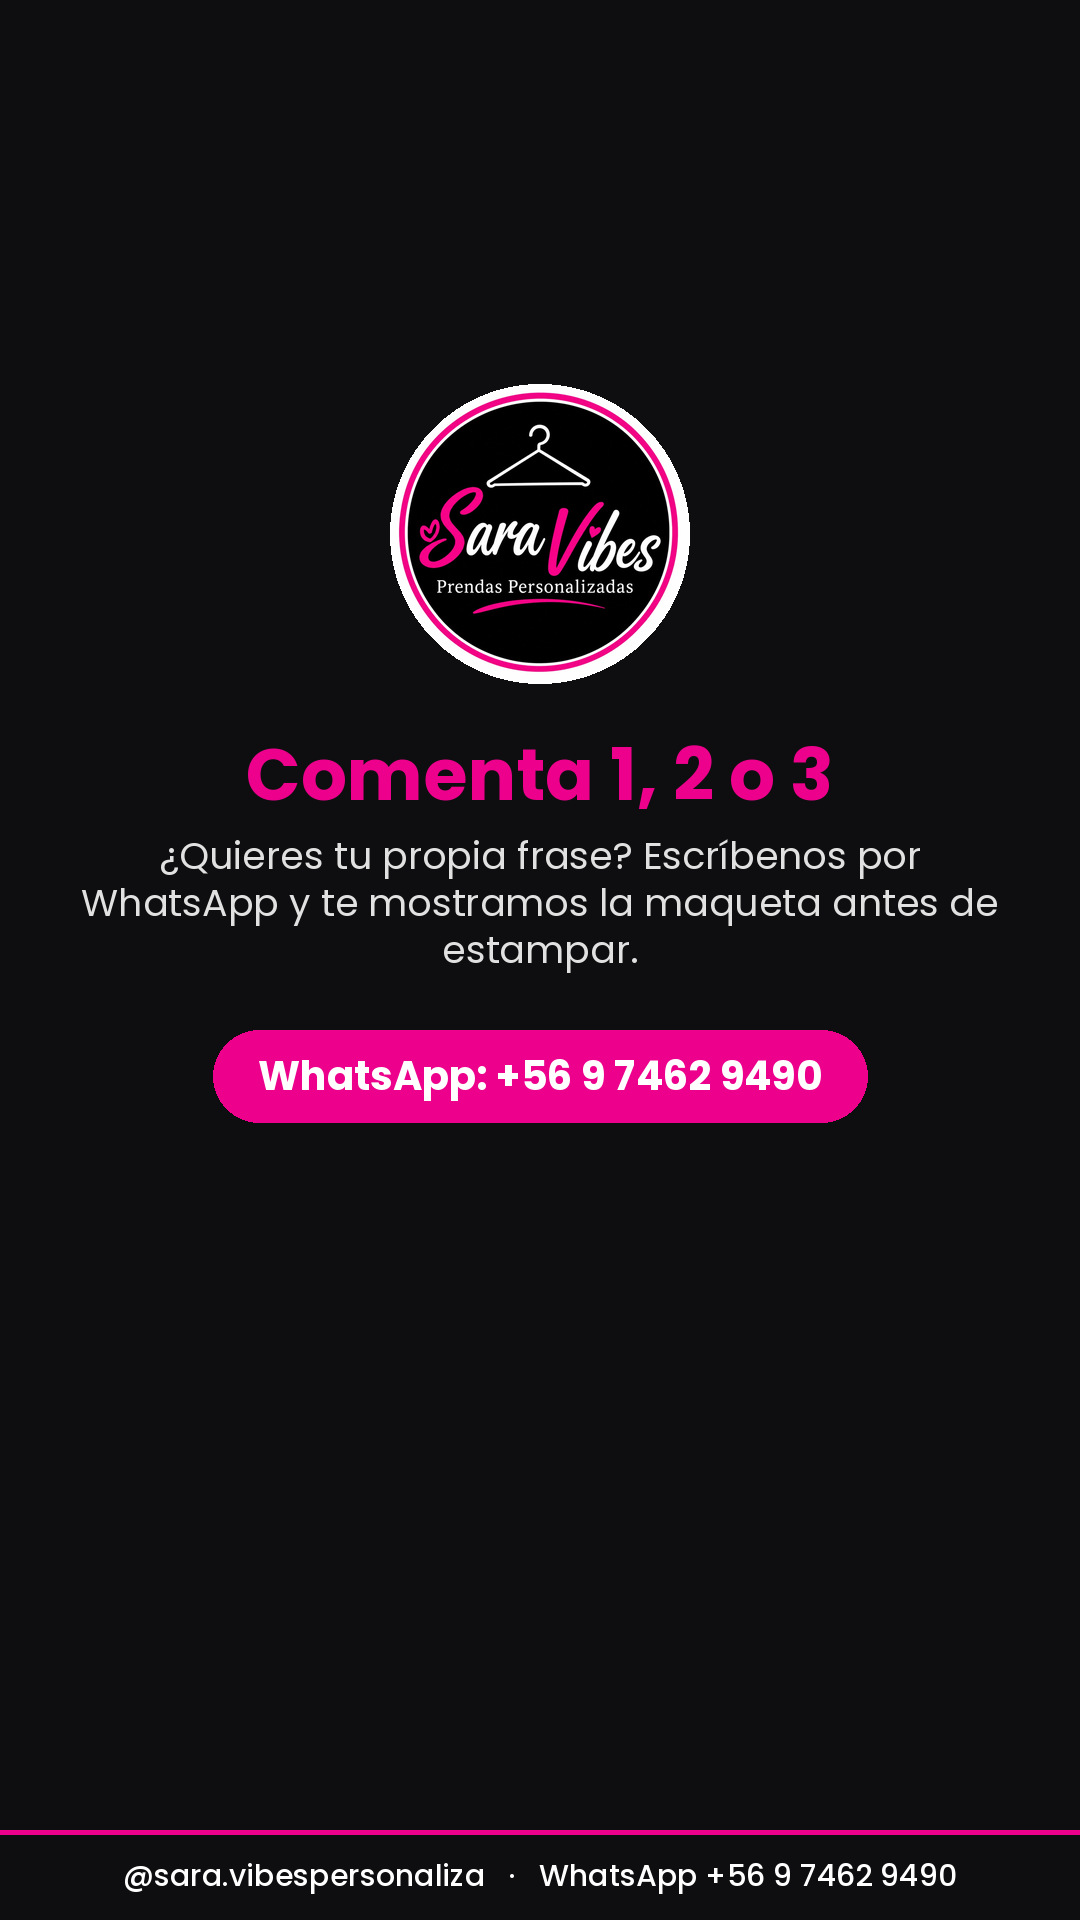 Sara Vibes
Prendas Personalizadas
Comenta 1, 2 o 3
¿Quieres tu propia frase? Escríbenos por
WhatsApp y te mostramos la maqueta antes de
estampar.
WhatsApp: +56 9 7462 9490
@sara.vibespersonaliza · WhatsApp +56 9 7462 9490